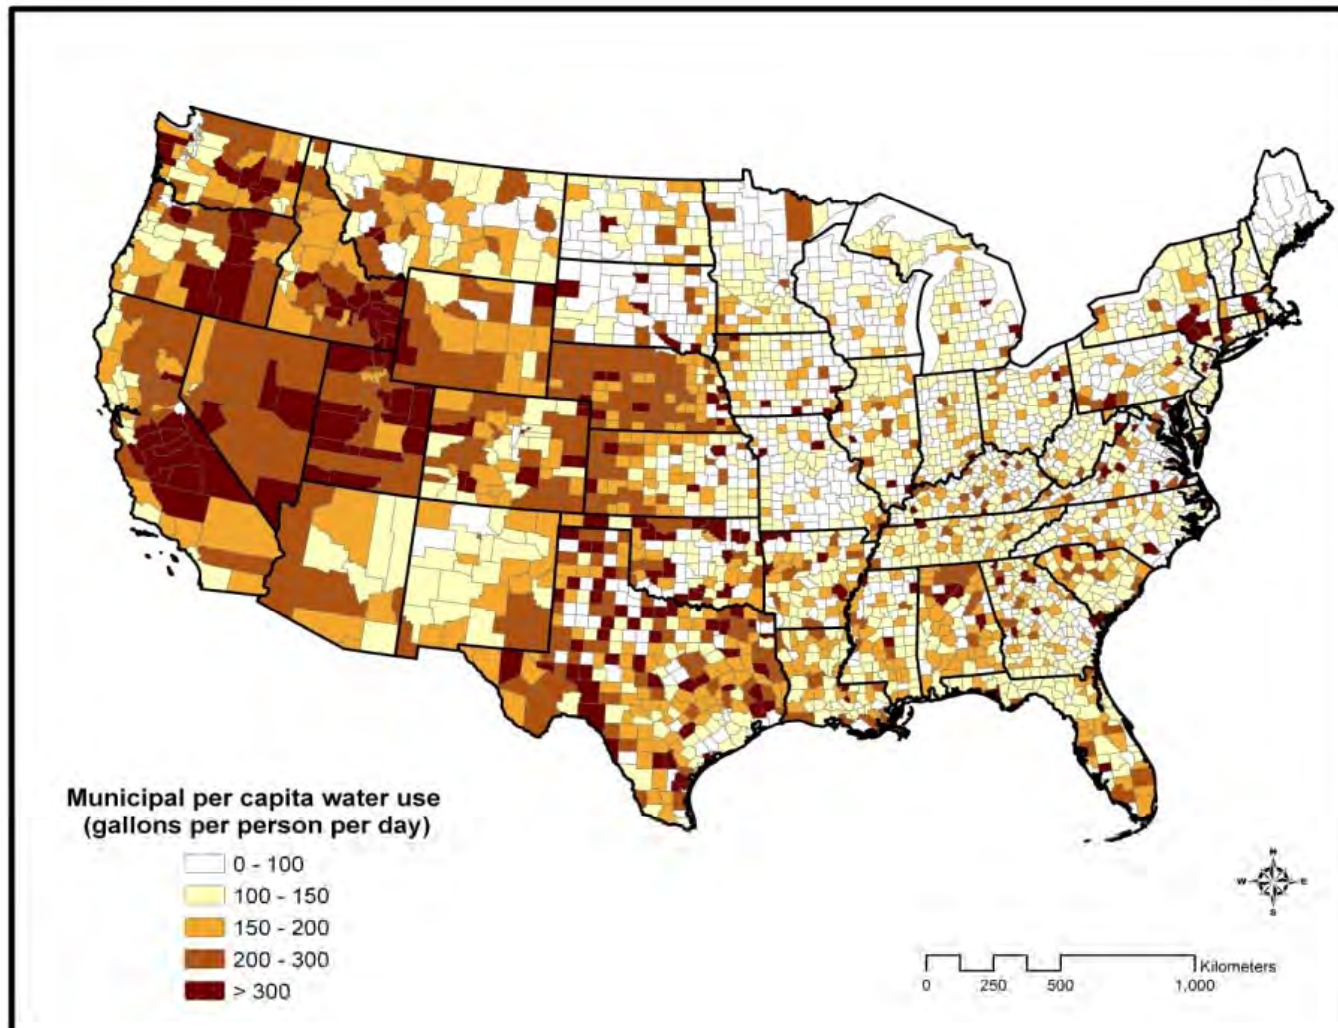 Municipal per capita water use
(gallons per person per day)
0 - 100
100 - 150
150 - 200
200 - 300
> 300
N
W E
S
Kilometers
0 250 500 1,000